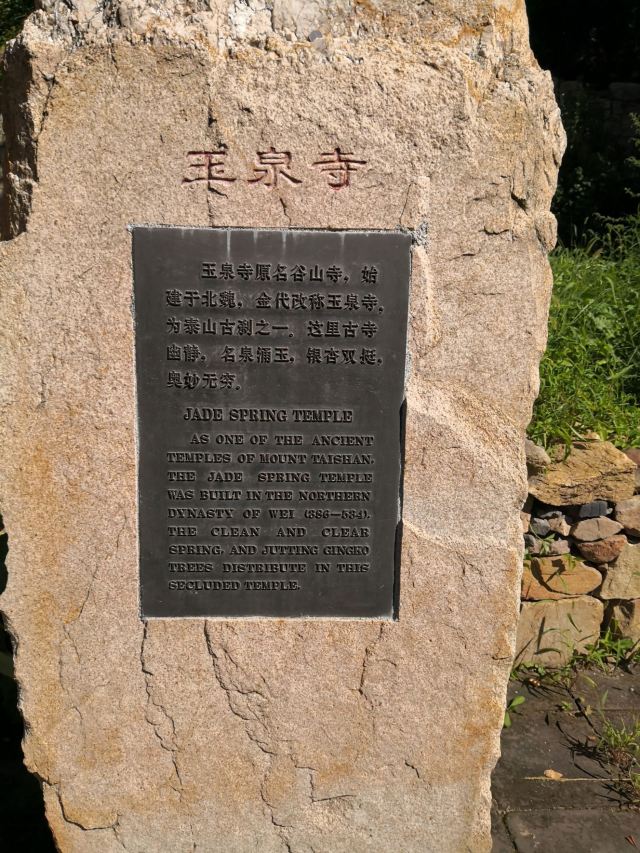 玉泉寺
玉泉寺原名谷山寺，始
建于北魏，金代改称玉泉寺，
为泰山古刹之一。这里古寺
幽静，名泉涌玉，银杏双挺，
奥妙无穷。
JADE SPRING TEMPLE
AS ONE OF THE ANCIENT
TEMPLES OF MOUNT TAISHAN,
THE JADE SPRING TEMPLE
WAS BUILT IN THE NORTHERN
DYNASTY OF WEI (386—534).
THE CLEAN AND CLEAR
SPRING, AND JUTTING GINGKO
TREES DISTRIBUTE IN THIS
SECLUDED TEMPLE.